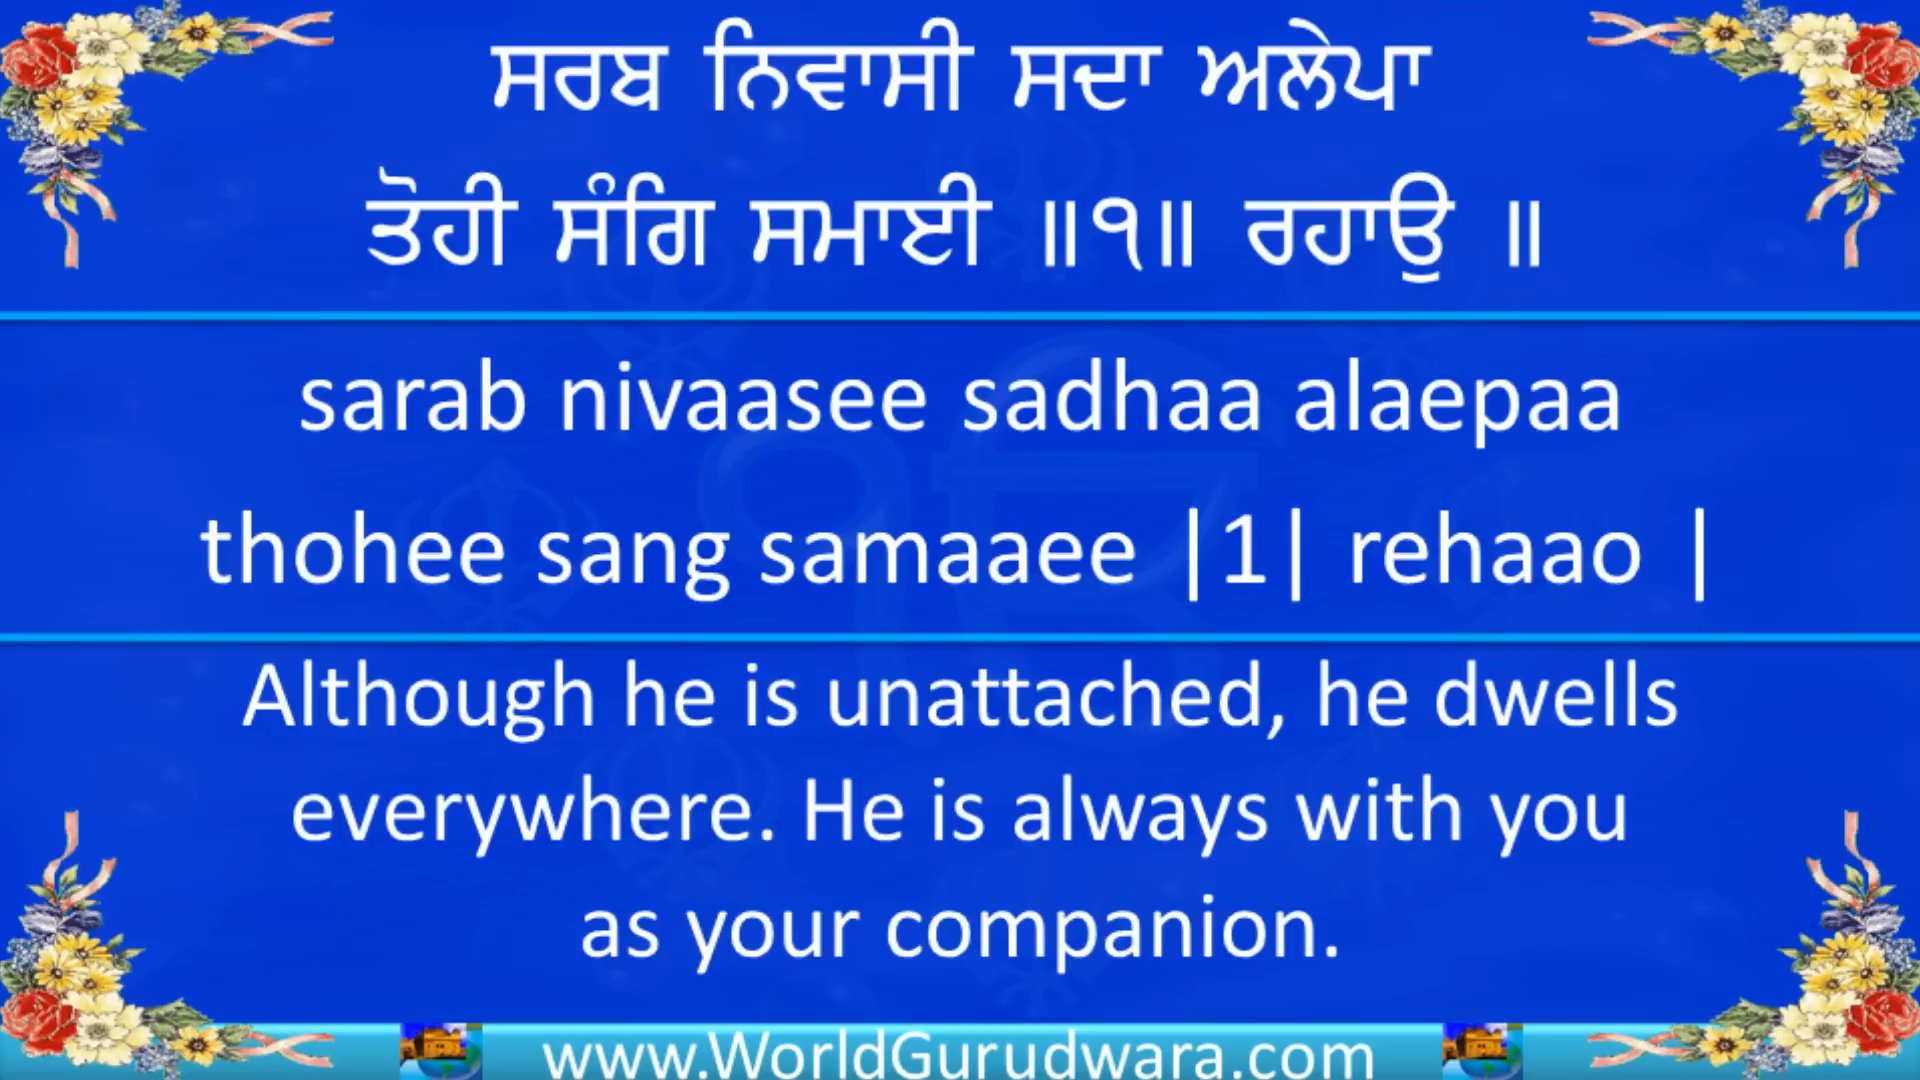 ਸਰਬ ਨਿਵਾਸੀ ਸਦਾ ਅਲੇਪਾ
ਤੋਹੀ ਸੰਗਿ ਸਮਾਈ ॥੧॥ ਰਹਾਉ ॥
sarab nivaasee sadhaa alaepaa
thohee sang samaaee |1| rehaao |
Although he is unattached, he dwells
everywhere. He is always with you
as your companion.
www.WorldGurudwara.com